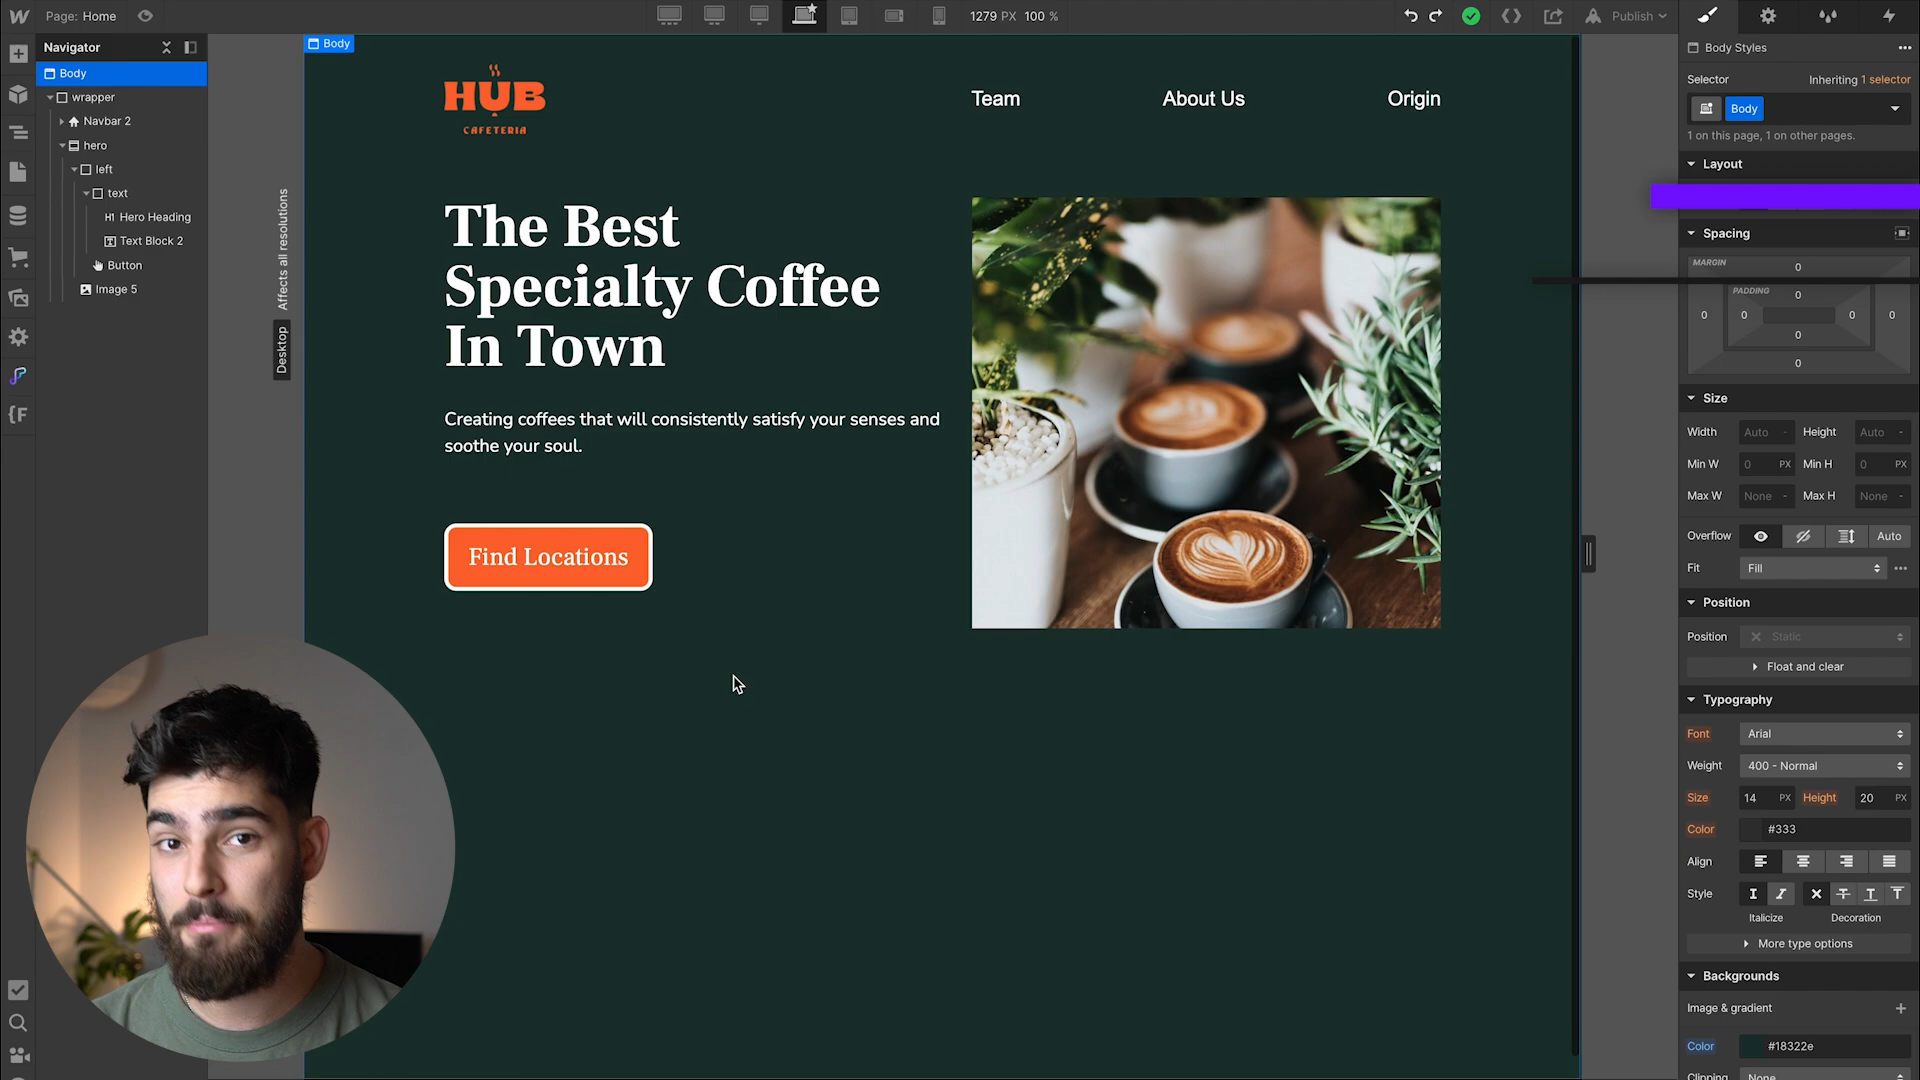 Page: Home
1279 PX 100 %
Publish
Navigator
Body
wrapper
Navbar 2
hero
left
text
H1 Hero Heading
Text Block 2
Button
Image 5
Affects all resolutions
Desktop
Body
HUB
CAFETERIA
Team
About Us
Origin
The Best
Specialty Coffee
In Town
Creating coffees that will consistently satisfy your senses and
soothe your soul.
Find Locations
Body Styles
Selector
Inheriting 1 selector
Body
1 on this page, 1 on other pages.
Layout
Spacing
MARGIN
0
PADDING
0
0 0 0 0
0
0
Size
Width Auto - Height Auto -
Min W 0 PX Min H 0 PX
Max W None - Max H None -
Overflow Auto
Fit Fill
Position
Position Static
Float and clear
Typography
Font Arial
Weight 400 - Normal
Size 14 PX Height 20 PX
Color #333
Align
Style
Italicize Decoration
More type options
Backgrounds
Image & gradient
Color #18322e
Clipping None